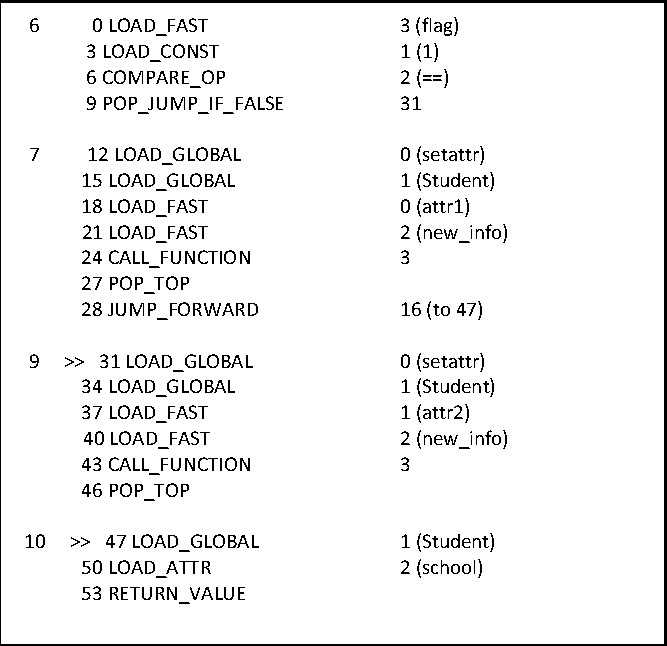 6 0 LOAD_FAST 3 (flag)
3 LOAD_CONST 1 (1)
6 COMPARE_OP 2 (==)
9 POP_JUMP_IF_FALSE 31
7 12 LOAD_GLOBAL 0 (setattr)
15 LOAD_GLOBAL 1 (Student)
18 LOAD_FAST 0 (attr1)
21 LOAD_FAST 2 (new_info)
24 CALL_FUNCTION 3
27 POP_TOP
28 JUMP_FORWARD 16 (to 47)
9 >> 31 LOAD_GLOBAL 0 (setattr)
34 LOAD_GLOBAL 1 (Student)
37 LOAD_FAST 1 (attr2)
40 LOAD_FAST 2 (new_info)
43 CALL_FUNCTION 3
46 POP_TOP
10 >> 47 LOAD_GLOBAL 1 (Student)
50 LOAD_ATTR 2 (school)
53 RETURN_VALUE